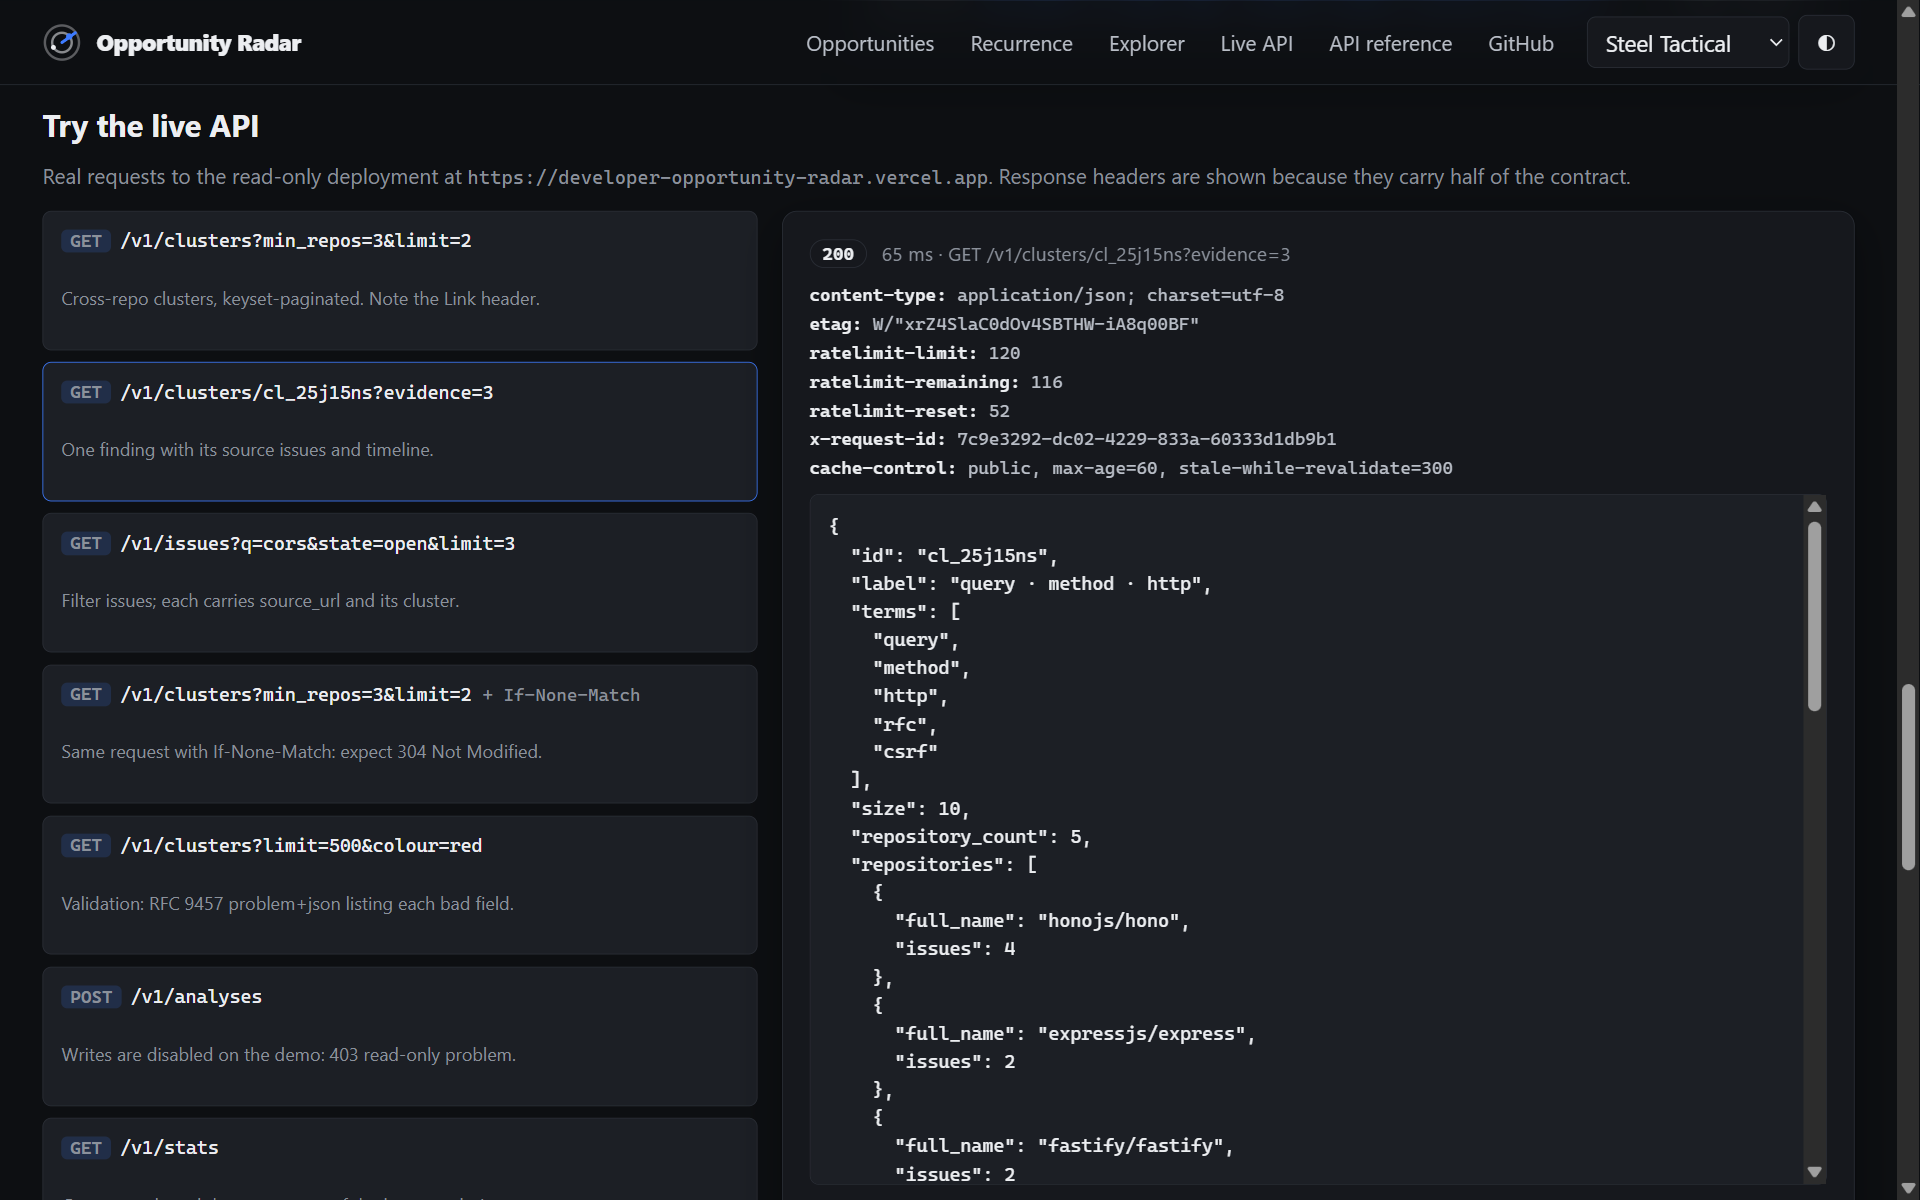 Opportunity Radar
Opportunities
Recurrence
Explorer
Live API
API reference
GitHub
Steel Tactical
Try the live API
Real requests to the read-only deployment at https://developer-opportunity-radar.vercel.app. Response headers are shown because they carry half of the contract.
GET /v1/clusters?min_repos=3&limit=2
Cross-repo clusters, keyset-paginated. Note the Link header.
GET /v1/clusters/cl_25j15ns?evidence=3
One finding with its source issues and timeline.
GET /v1/issues?q=cors&state=open&limit=3
Filter issues; each carries source_url and its cluster.
GET /v1/clusters?min_repos=3&limit=2 + If-None-Match
Same request with If-None-Match: expect 304 Not Modified.
GET /v1/clusters?limit=500&colour=red
Validation: RFC 9457 problem+json listing each bad field.
POST /v1/analyses
Writes are disabled on the demo: 403 read-only problem.
GET /v1/stats
200 65 ms · GET /v1/clusters/cl_25j15ns?evidence=3
content-type: application/json; charset=utf-8
etag: W/"xrZ4SlaC0dOv4SBTHW-iA8q00BF"
ratelimit-limit: 120
ratelimit-remaining: 116
ratelimit-reset: 52
x-request-id: 7c9e3292-dc02-4229-833a-60333d1db9b1
cache-control: public, max-age=60, stale-while-revalidate=300
{
"id": "cl_25j15ns",
"label": "query · method · http",
"terms": [
"query",
"method",
"http",
"rfc",
"csrf"
],
"size": 10,
"repository_count": 5,
"repositories": [
{
"full_name": "honojs/hono",
"issues": 4
},
{
"full_name": "expressjs/express",
"issues": 2
},
{
"full_name": "fastify/fastify",
"issues": 2